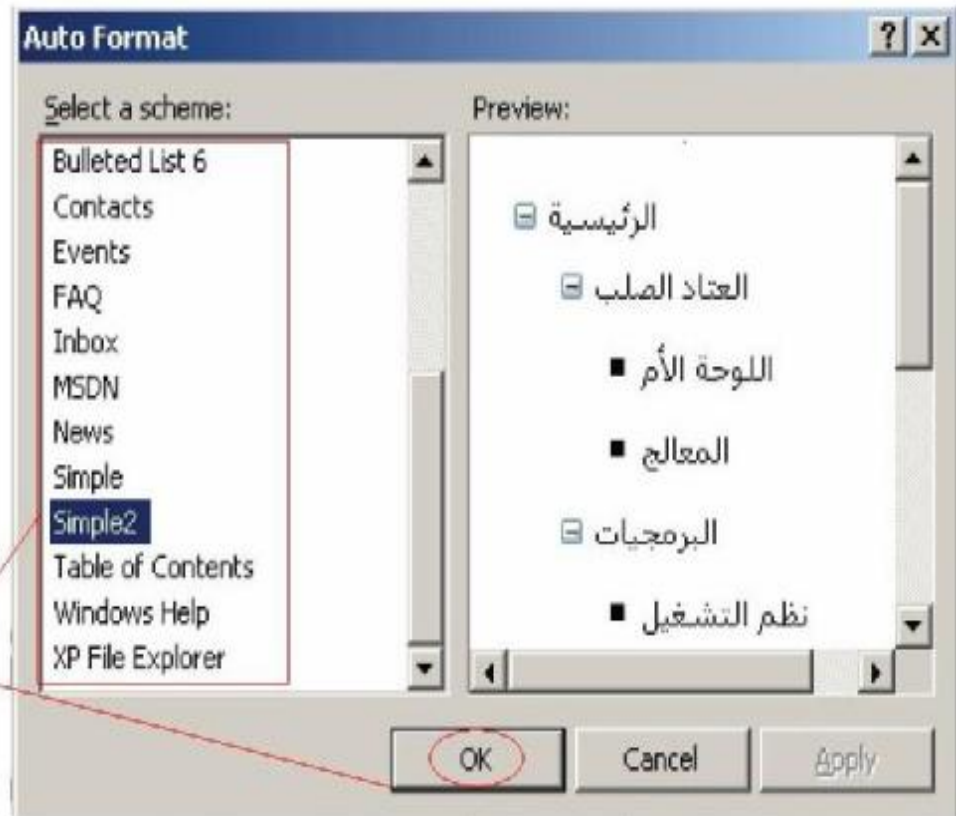 Auto Format
Select a scheme:
Bulleted List 6
Contacts
Events
FAQ
Inbox
MSDN
News
Simple
Simple2
Table of Contents
Windows Help
XP File Explorer
Preview:
الرئيسية
العتاد الصلب
اللوحة الأم
المعالج
البرمجيات
نظم التشغيل
OK
Cancel
Apply